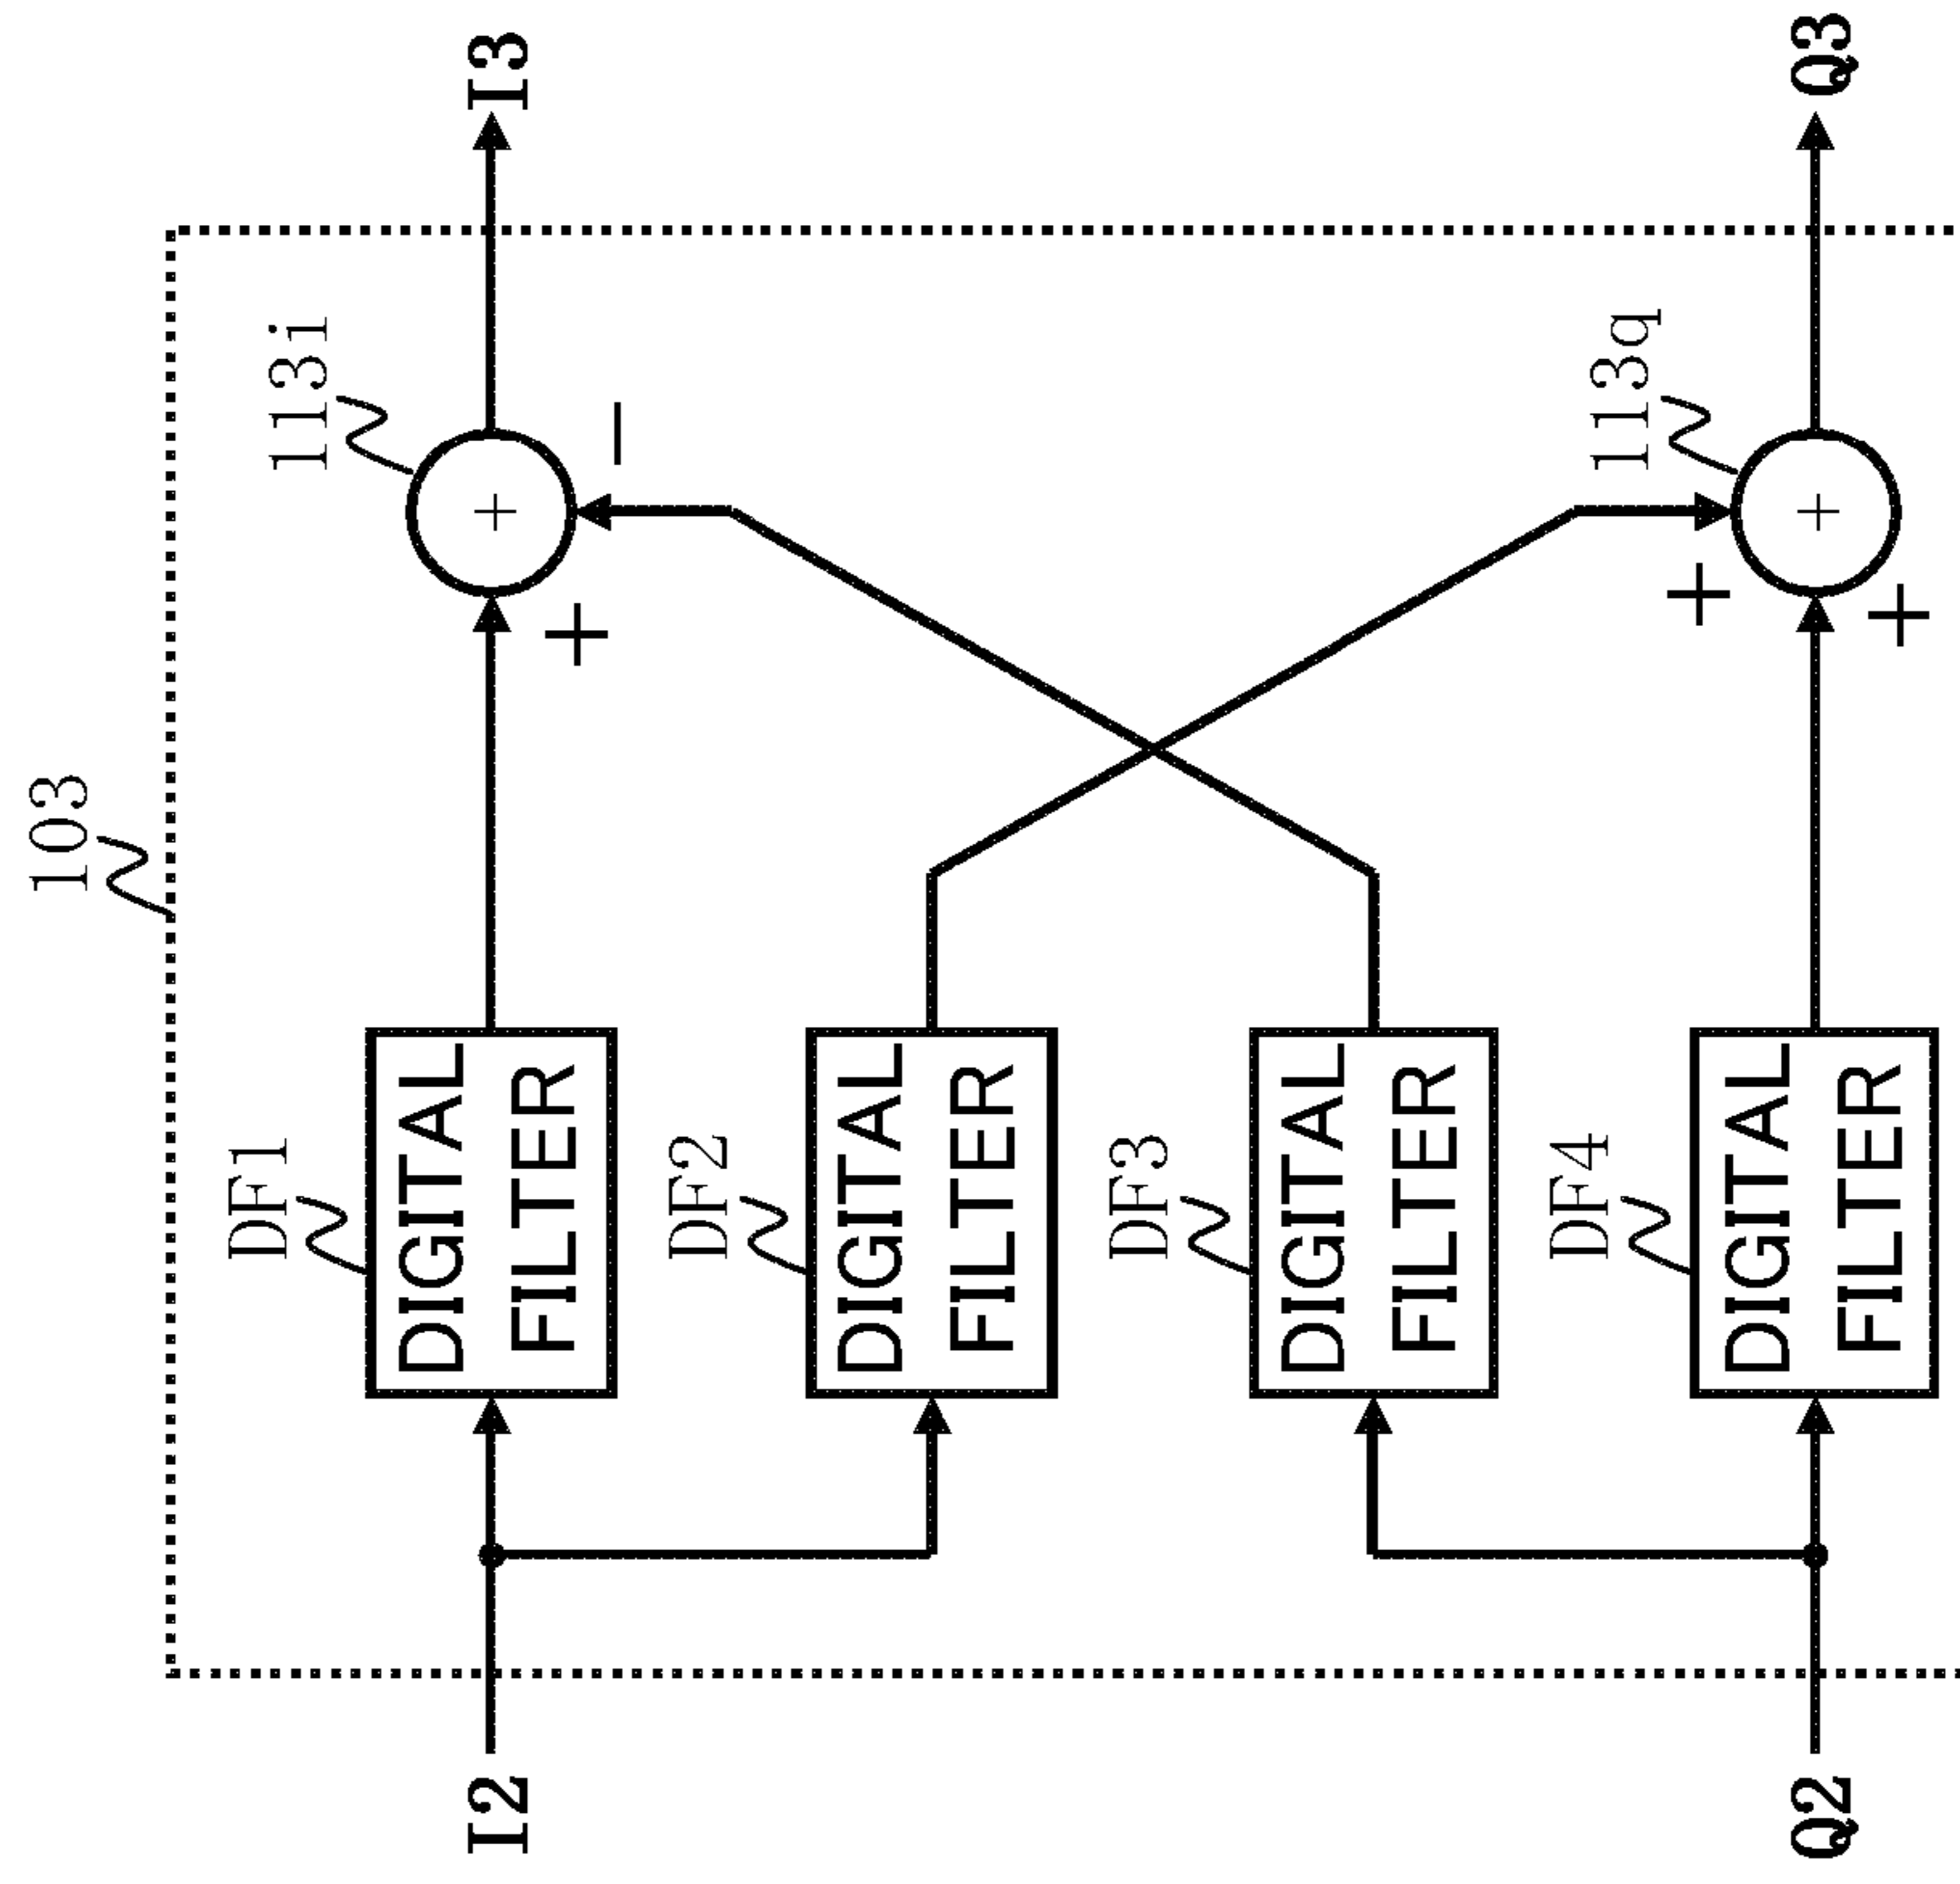 103
I2
DF1
DIGITAL
FILTER
+
+
−
113i
I3
DF2
DIGITAL
FILTER
DF3
DIGITAL
FILTER
Q2
DF4
DIGITAL
FILTER
+
+
+
113q
Q3